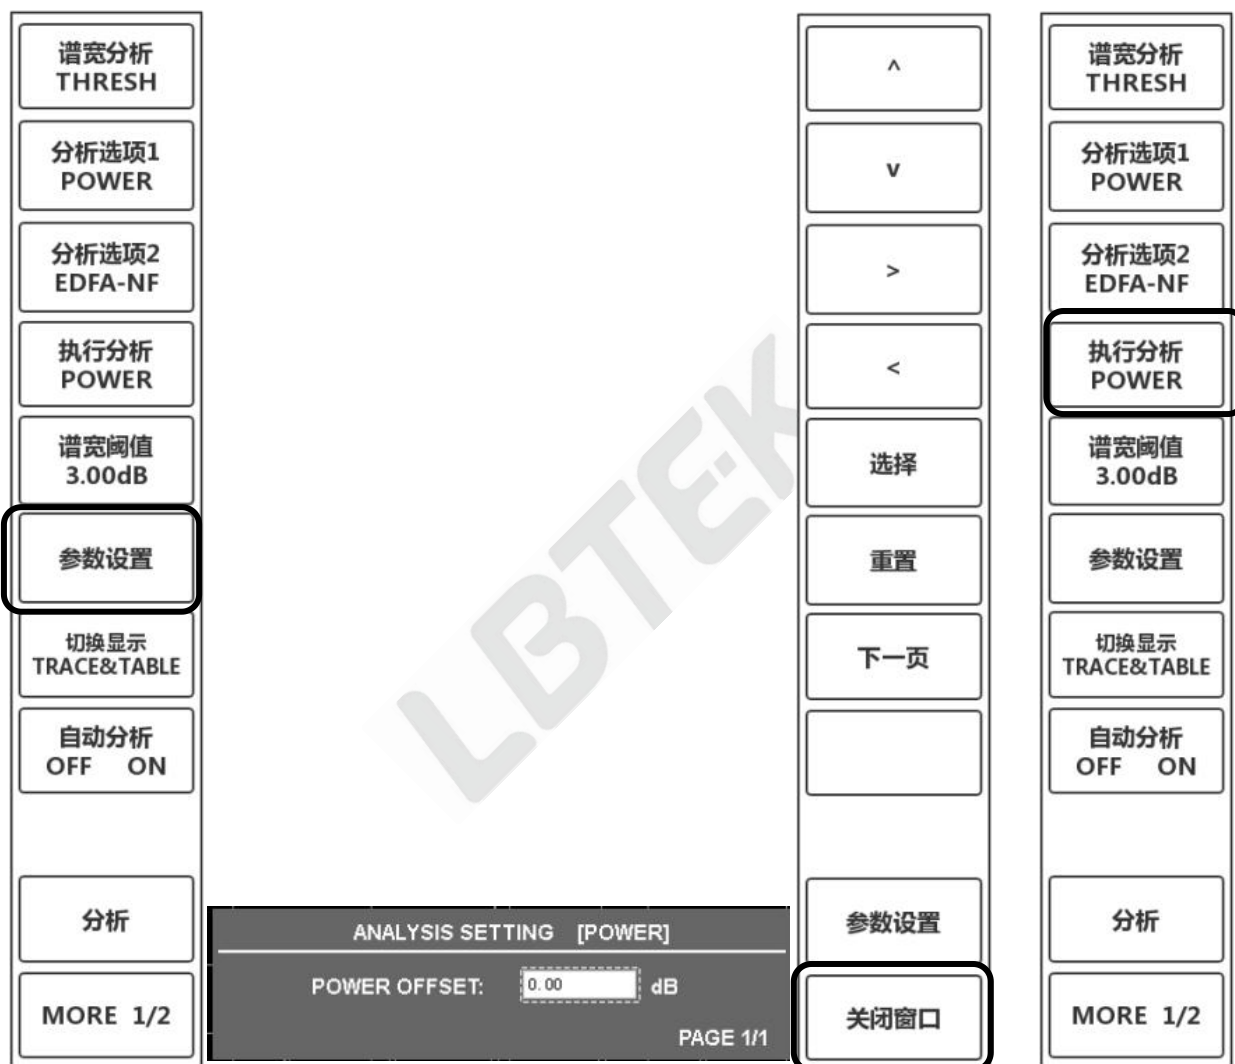 谱宽分析
THRESH
分析选项1
POWER
分析选项2
EDFA-NF
执行分析
POWER
谱宽阈值
3.00dB
参数设置
切换显示
TRACE&TABLE
自动分析
OFF ON
分析
MORE 1/2
ANALYSIS SETTING [POWER]
POWER OFFSET: 0.00 dB
PAGE 1/1
LBTEK
^
v
>
<
选择
重置
下一页
参数设置
关闭窗口
谱宽分析
THRESH
分析选项1
POWER
分析选项2
EDFA-NF
执行分析
POWER
谱宽阈值
3.00dB
参数设置
切换显示
TRACE&TABLE
自动分析
OFF ON
分析
MORE 1/2